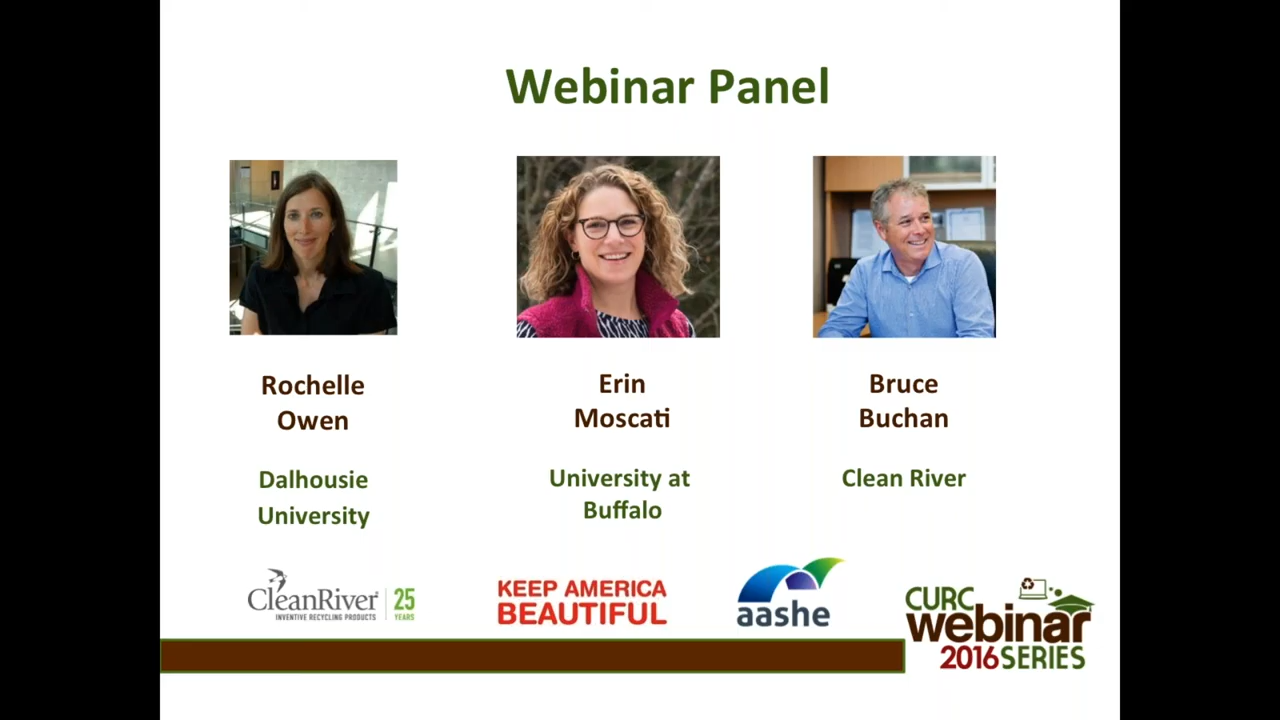 Webinar Panel
Rochelle
Owen
Erin
Moscati
Bruce
Buchan
Dalhousie
University
University at
Buffalo
Clean River
CleanRiver
INVENTIVE RECYCLING PRODUCTS
25
YEARS
KEEP AMERICA
BEAUTIFUL
aashe
CURC
webinar
2016 SERIES